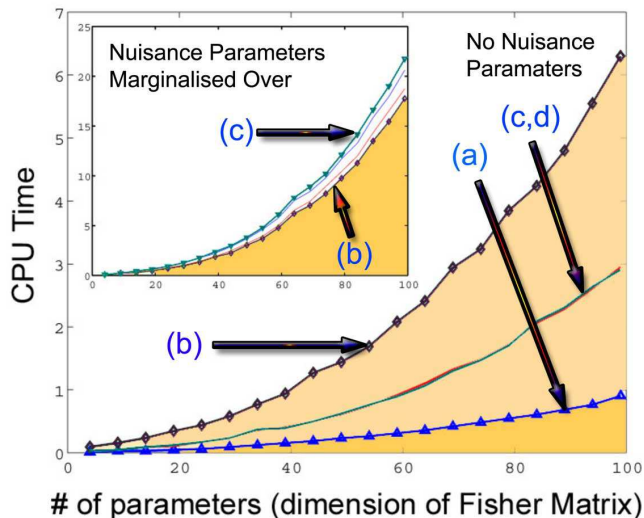 Nuisance Parameters
Marginalised Over
No Nuisance
Paramaters
(c)
(b)
(c,d)
(a)
(b)
25
20
15
10
5
0
0 20 40 60 80 100
7
6
5
4
3
2
1
0
0 20 40 60 80 100
CPU Time
# of parameters (dimension of Fisher Matrix)